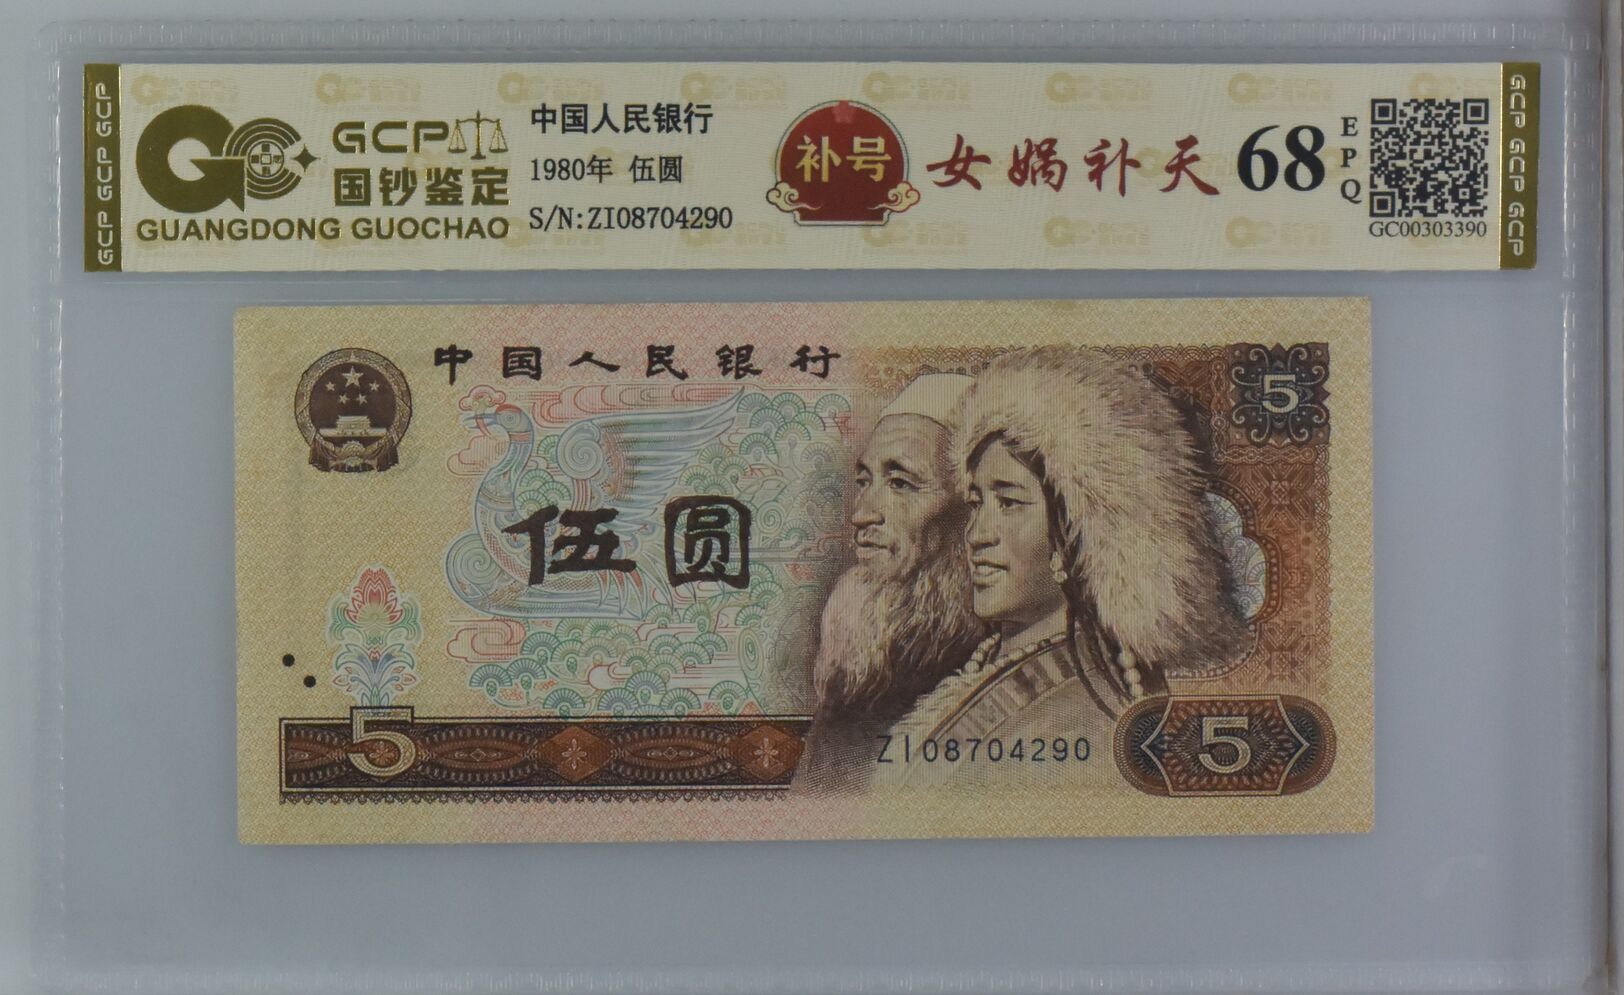 GCP GCP GCP
GCP
国钞鉴定
GUANGDONG GUOCHAO
中国人民银行
1980年 伍圆
S/N:ZI08704290
补号
女娲补天
68
EPQ
GC00303390
GCP GCP GCP
中国人民银行
5
伍圆
5
ZI08704290
5